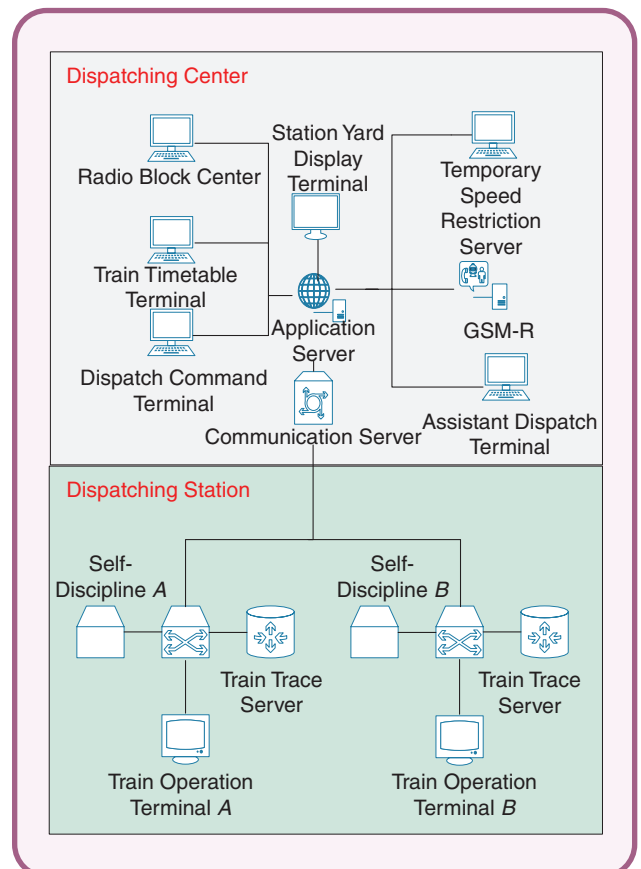 Dispatching Center
Radio Block Center
Station Yard
Display
Terminal
Temporary
Speed
Restriction
Server
Train Timetable
Terminal
Application
Server
GSM-R
Dispatch Command
Terminal
Communication Server
Assistant Dispatch
Terminal
Dispatching Station
Self-
Discipline A
Train Trace
Server
Train Operation
Terminal A
Self-
Discipline B
Train Trace
Server
Train Operation
Terminal B